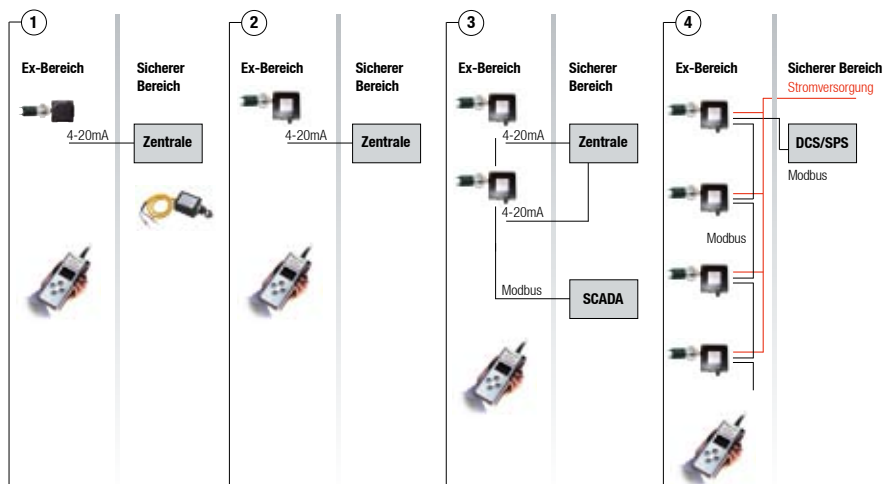 1
Ex-Bereich
Sicherer
Bereich
4-20mA
Zentrale
2
Ex-Bereich
Sicherer
Bereich
4-20mA
Zentrale
3
Ex-Bereich
Sicherer
Bereich
4-20mA
Zentrale
4-20mA
Modbus
SCADA
4
Ex-Bereich
Sicherer Bereich
Stromversorgung
DCS/SPS
Modbus
Modbus